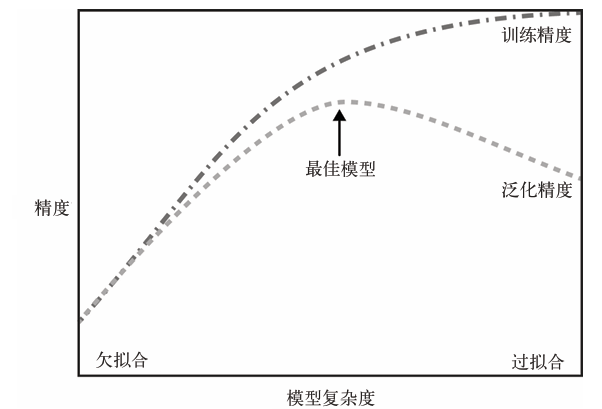 训练精度
最佳模型
泛化精度
精度
欠拟合
过拟合
模型复杂度